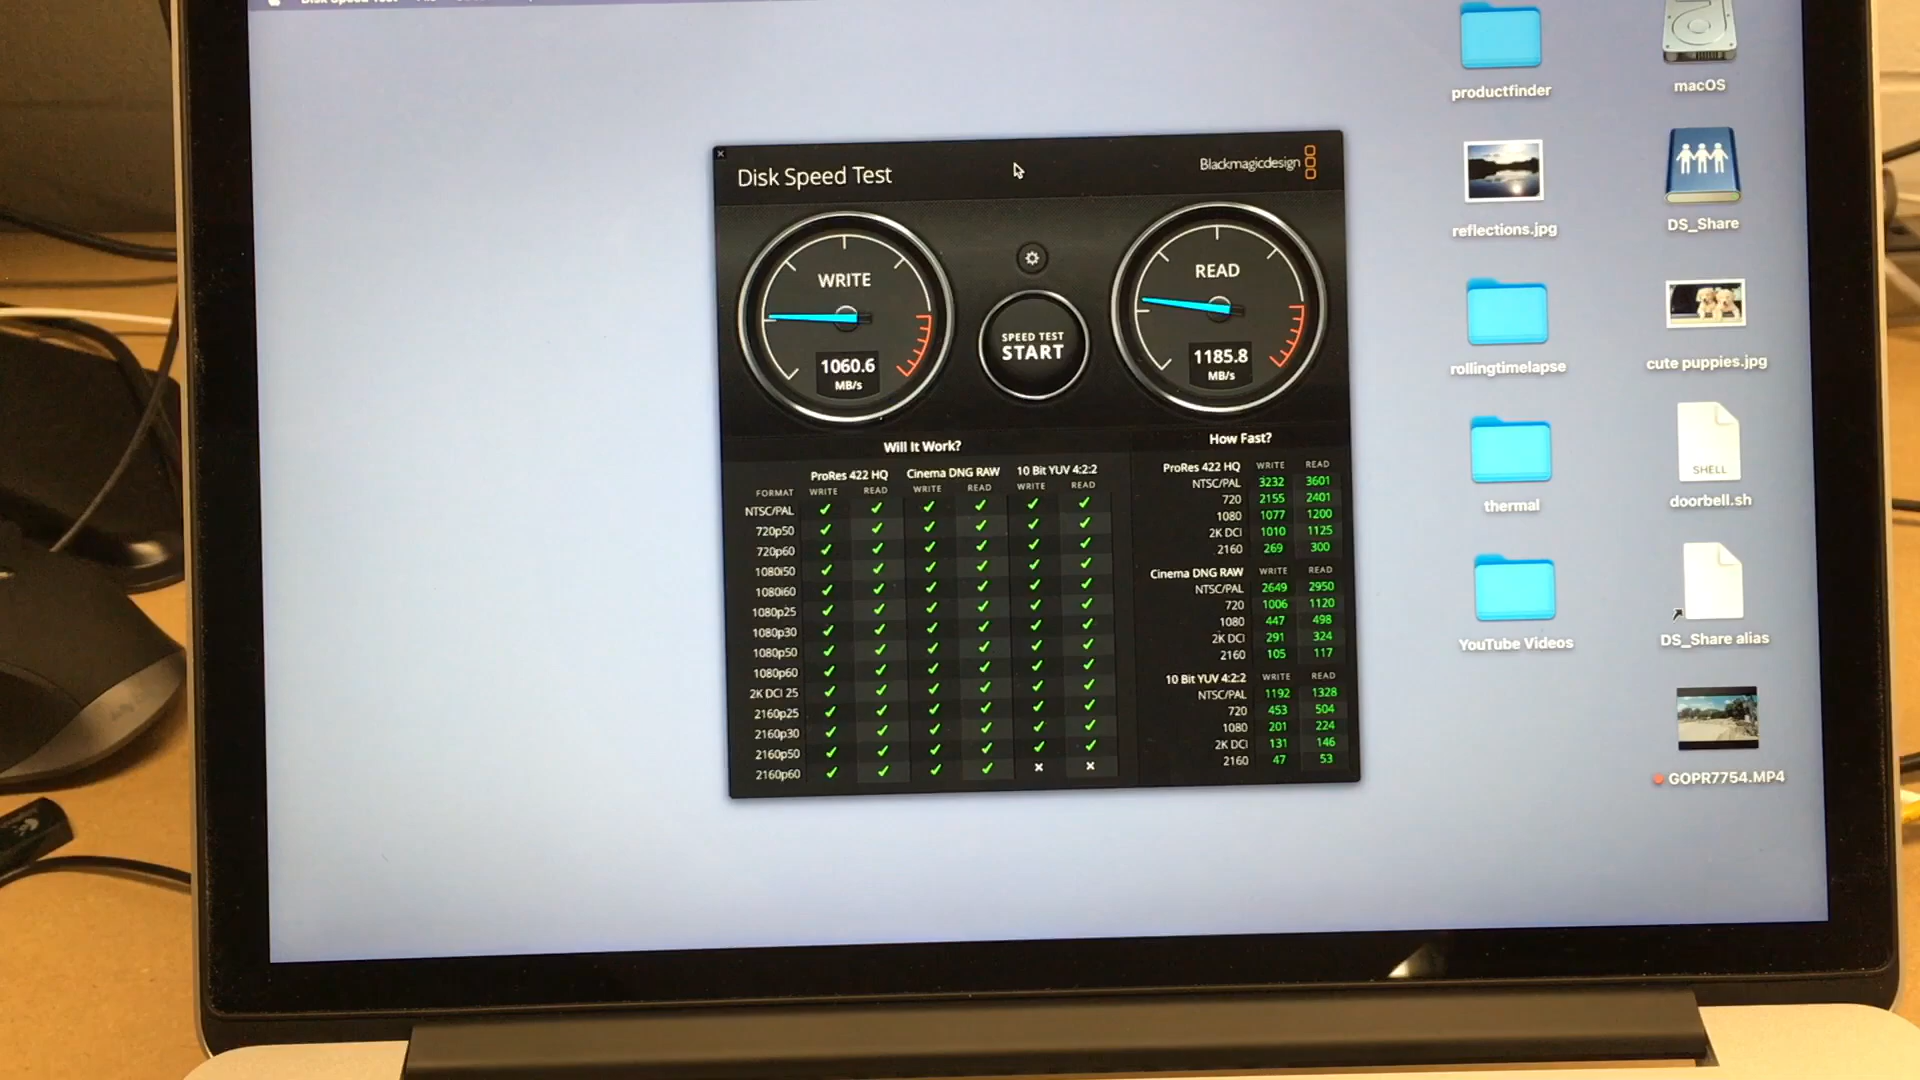 Disk Speed Test
Blackmagicdesign
WRITE
1060.6
MB/s
SPEED TEST
START
READ
1185.8
MB/s
Will It Work?
ProRes 422 HQ Cinema DNG RAW 10 Bit YUV 4:2:2
FORMAT WRITE READ WRITE READ WRITE READ
NTSC/PAL ✓ ✓ ✓ ✓ ✓ ✓
720p50 ✓ ✓ ✓ ✓ ✓ ✓
720p60 ✓ ✓ ✓ ✓ ✓ ✓
1080i50 ✓ ✓ ✓ ✓ ✓ ✓
1080i60 ✓ ✓ ✓ ✓ ✓ ✓
1080p25 ✓ ✓ ✓ ✓ ✓ ✓
1080p30 ✓ ✓ ✓ ✓ ✓ ✓
1080p50 ✓ ✓ ✓ ✓ ✓ ✓
1080p60 ✓ ✓ ✓ ✓ ✓ ✓
2K DCI 25 ✓ ✓ ✓ ✓ ✓ ✓
2160p25 ✓ ✓ ✓ ✓ ✓ ✓
2160p30 ✓ ✓ ✓ ✓ ✓ ✓
2160p50 ✓ ✓ ✓ ✓ ✓ ✓
2160p60 ✓ ✓ ✓ ✓ × ×
How Fast?
ProRes 422 HQ WRITE READ
NTSC/PAL 3232 3601
720 2155 2401
1080 1077 1200
2K DCI 1010 1125
2160 269 300
Cinema DNG RAW WRITE READ
NTSC/PAL 2649 2950
720 1006 1120
1080 447 498
2K DCI 291 324
2160 105 117
10 Bit YUV 4:2:2 WRITE READ
NTSC/PAL 1192 1328
720 453 504
1080 201 224
2K DCI 131 146
2160 47 53
productfinder
macOS
reflections.jpg
DS_Share
rollingtimelapse
cute puppies.jpg
thermal
SHELL
doorbell.sh
YouTube Videos
DS_Share alias
GOPR7754.MP4